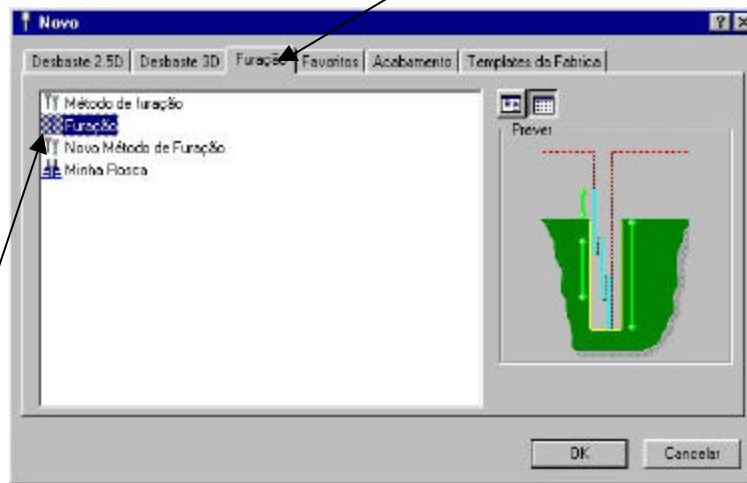 Novo
Desbaste 2.5D Desbaste 3D Furação Favoritos Acabamento Templates da Fabrica
Método de furação
Furação
Novo Método de Furação
Minha Rosca
Prever
OK Cancelar